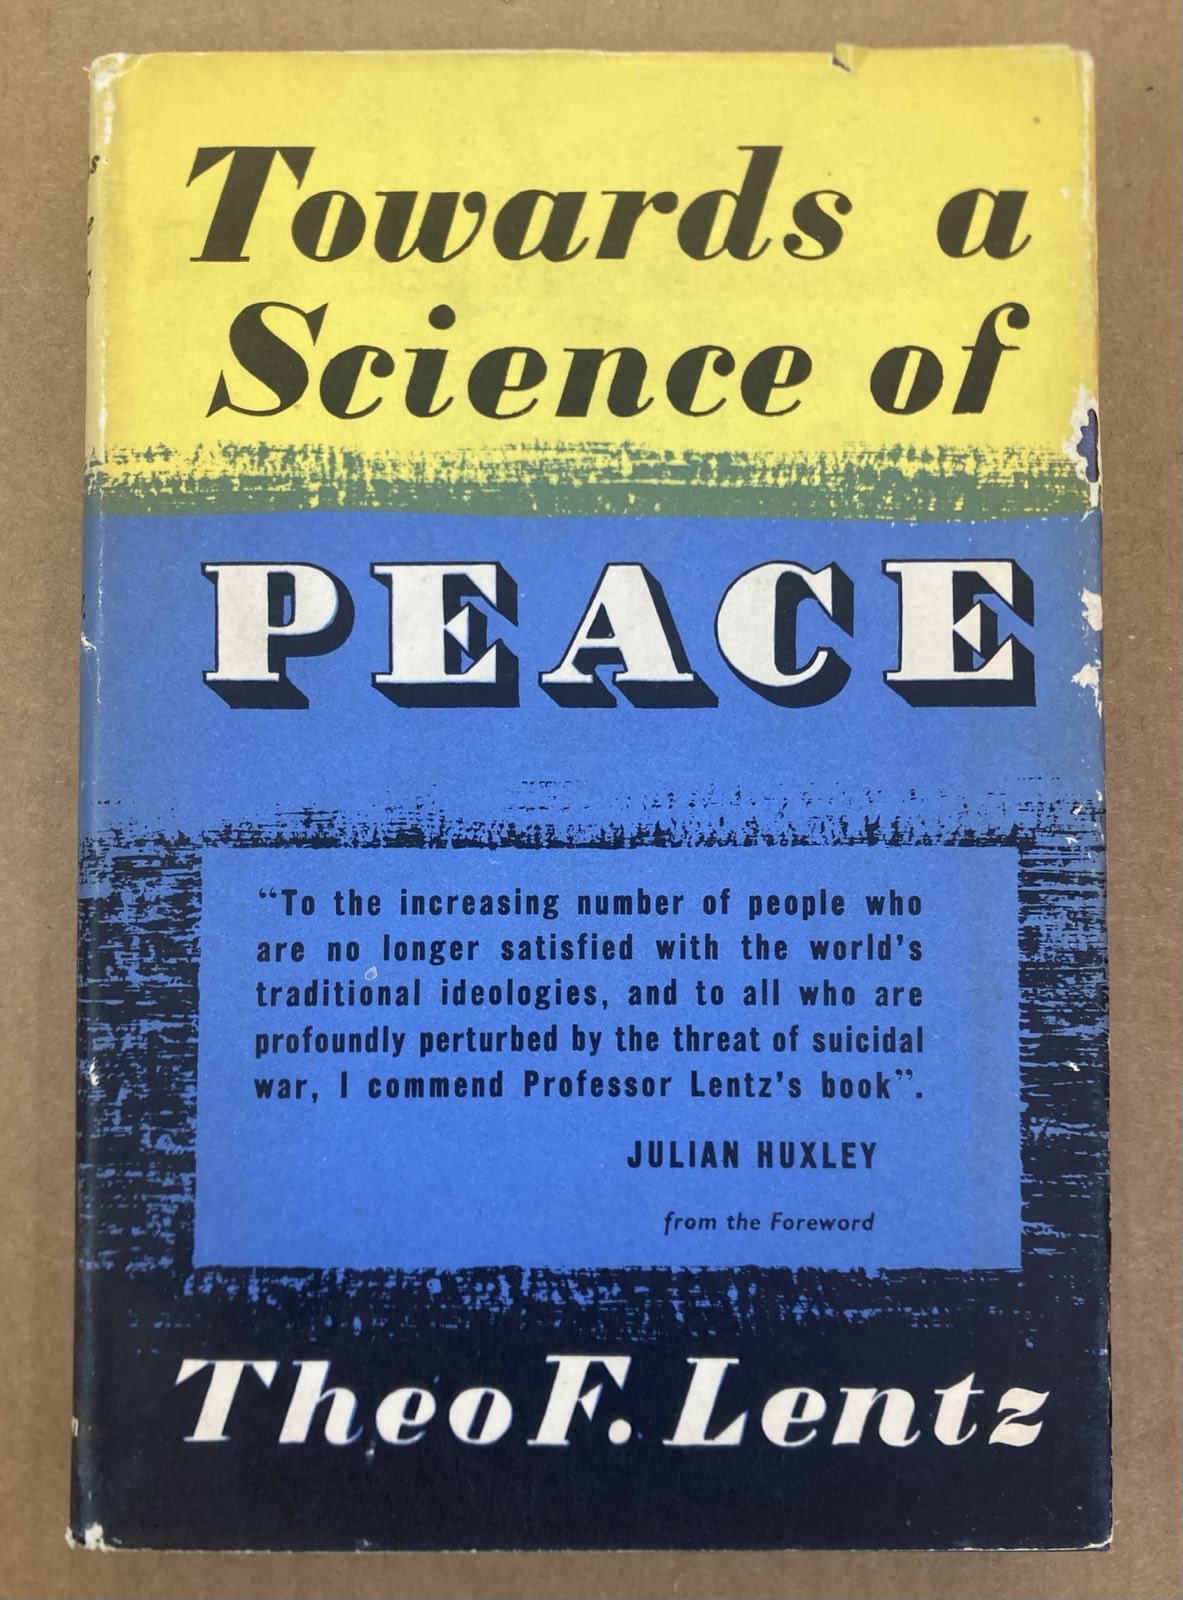 Towards a
Science of
PEACE
“To the increasing number of people who
are no longer satisfied with the world’s
traditional ideologies, and to all who are
profoundly perturbed by the threat of suicidal
war, I commend Professor Lentz’s book”.
JULIAN HUXLEY
from the Foreword
Theo F. Lentz